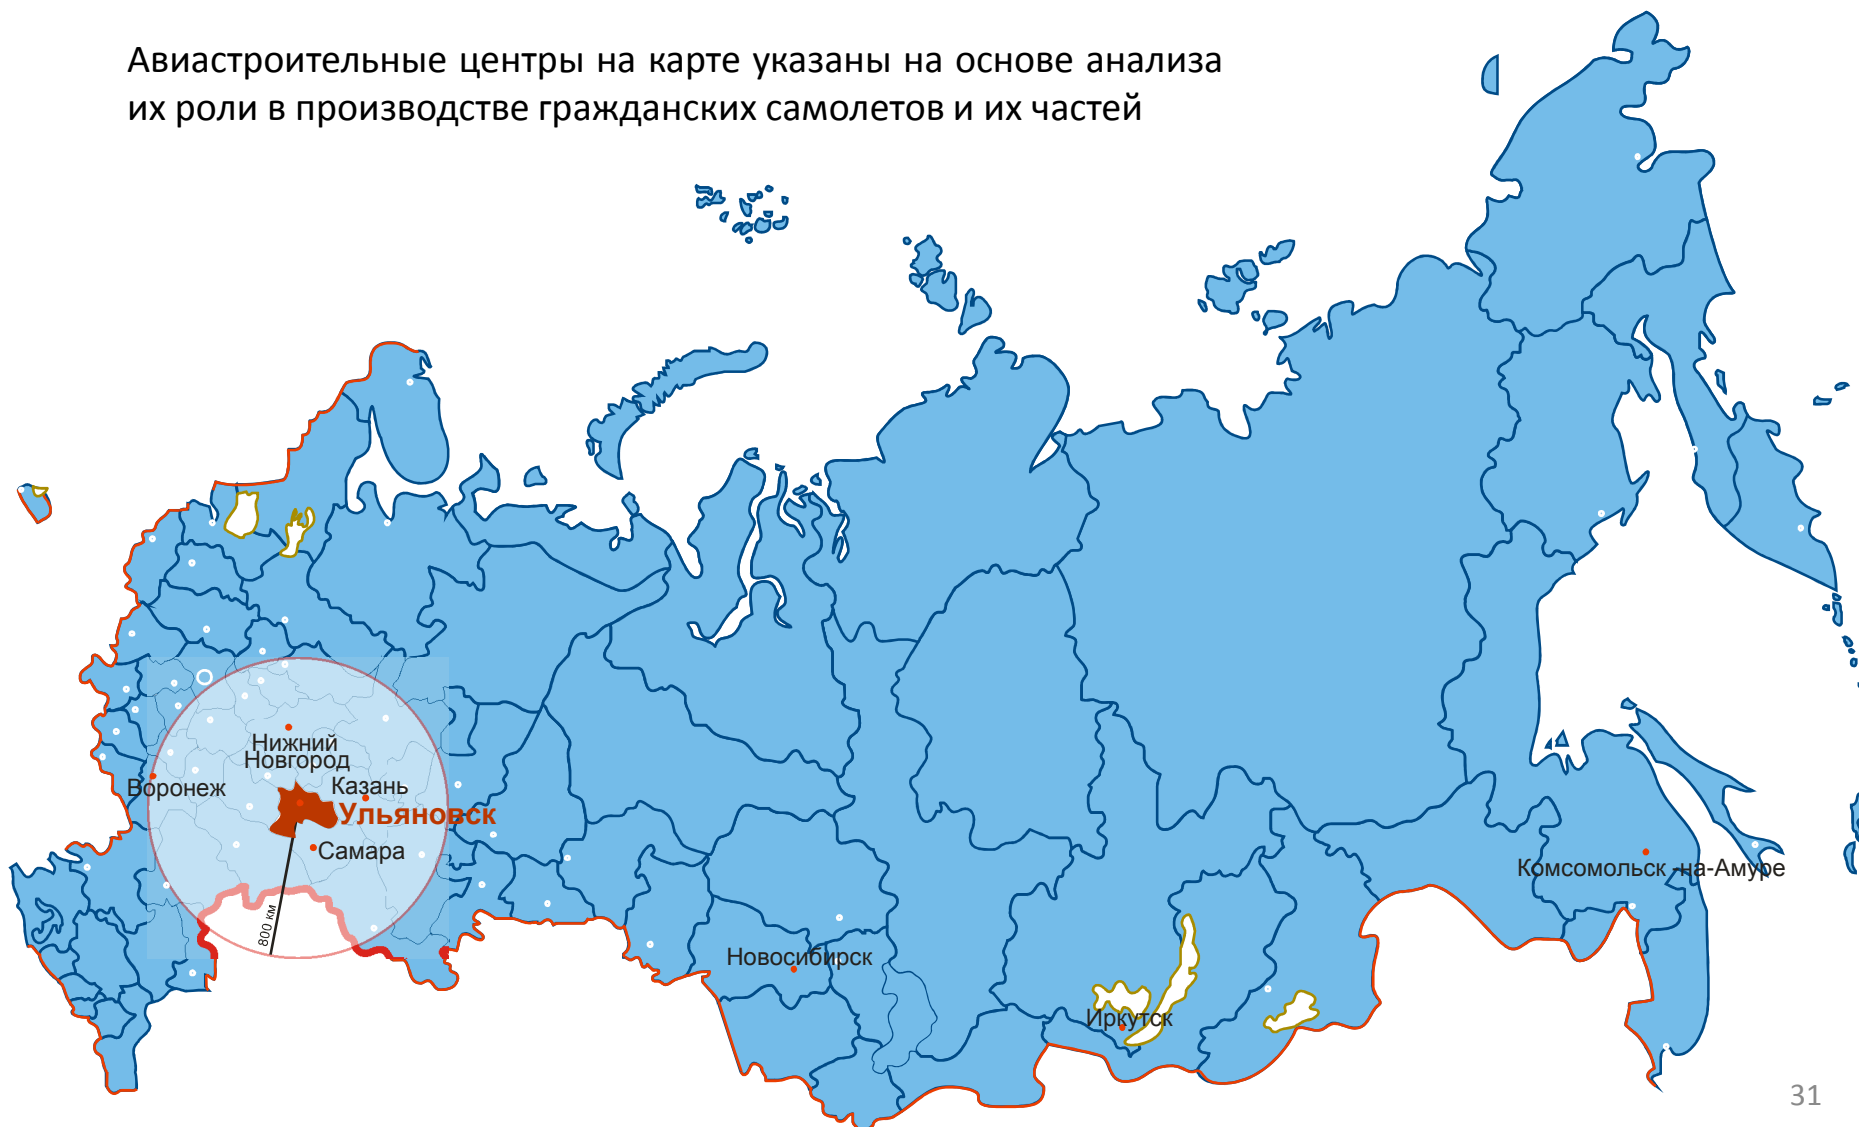 Авиастроительные центры на карте указаны на основе анализа
их роли в производстве гражданских самолетов и их частей
Нижний
Новгород
Воронеж
Казань
Ульяновск
Самара
800 км
Комсомольск -на-Амуре
Новосибирск
Иркутск
31